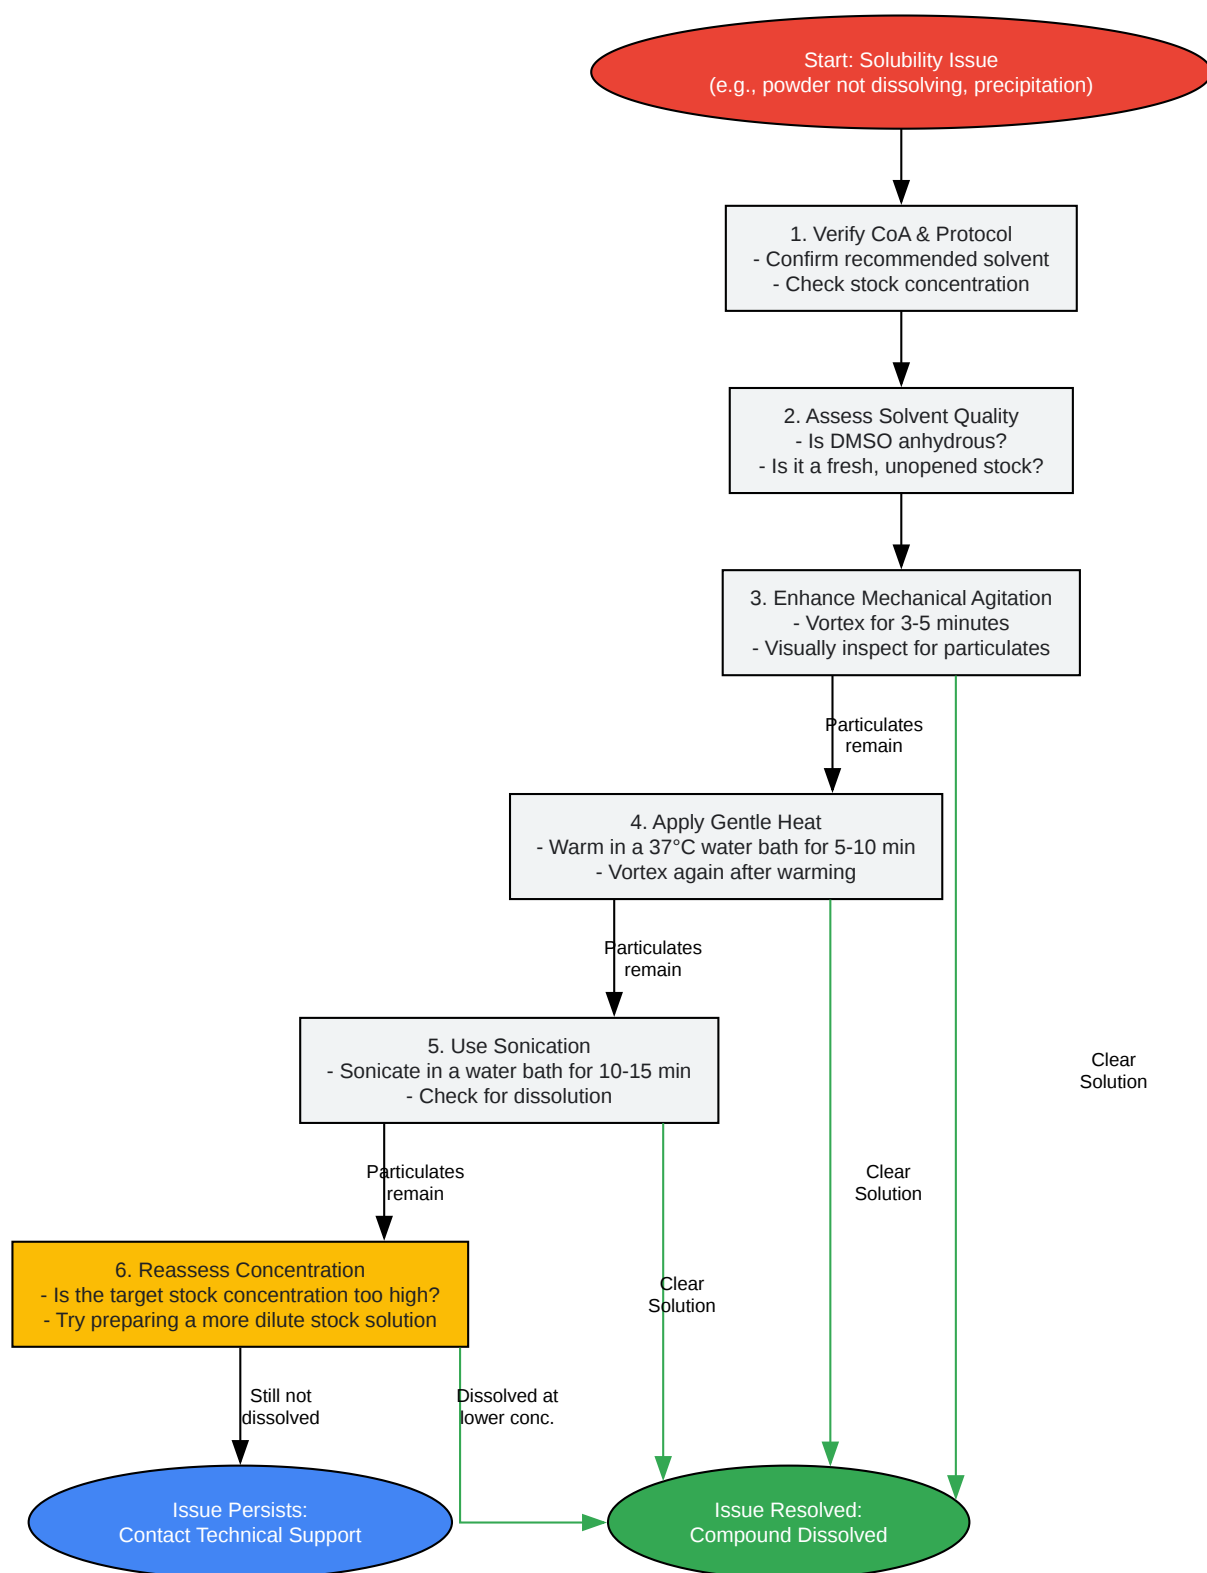 Start: Solubility Issue
(e.g., powder not dissolving, precipitation)
1. Verify CoA & Protocol
- Confirm recommended solvent
- Check stock concentration
2. Assess Solvent Quality
- Is DMSO anhydrous?
- Is it a fresh, unopened stock?
3. Enhance Mechanical Agitation
- Vortex for 3-5 minutes
- Visually inspect for particulates
Particulates
remain
4. Apply Gentle Heat
- Warm in a 37°C water bath for 5-10 min
- Vortex again after warming
Particulates
remain
5. Use Sonication
- Sonicate in a water bath for 10-15 min
- Check for dissolution
Clear
Solution
Particulates
remain
Clear
Solution
6. Reassess Concentration
- Is the target stock concentration too high?
- Try preparing a more dilute stock solution
Clear
Solution
Still not
dissolved
Dissolved at
lower conc.
Issue Persists:
Contact Technical Support
Issue Resolved:
Compound Dissolved